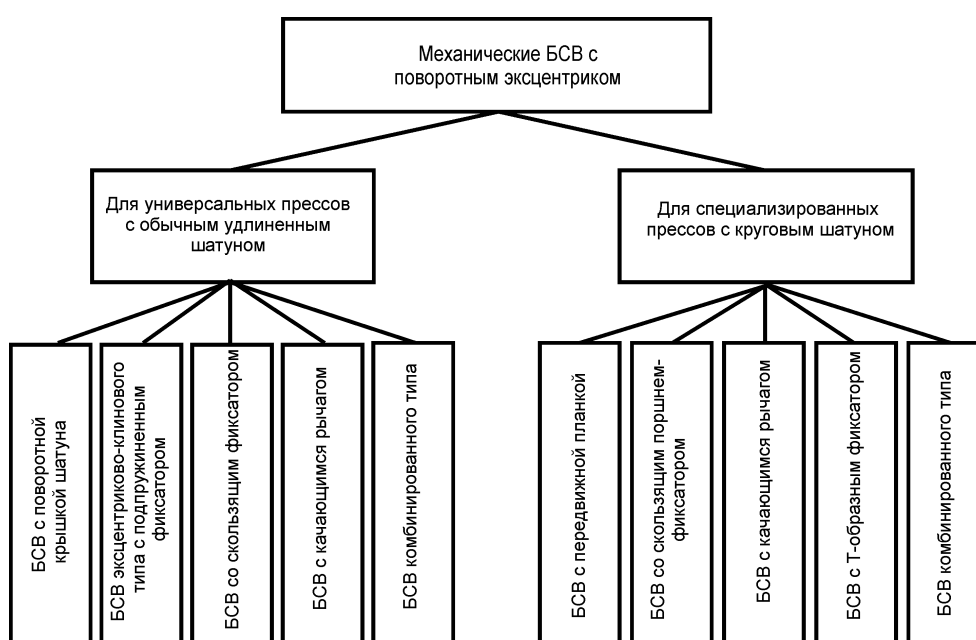 Механические БСВ с
поворотным эксцентриком
Для универсальных прессов
с обычным удлиненным
шатуном
Для специализированных
прессов с круговым шатуном
БСВ с поворотной
крышкой шатуна
БСВ эксцентриково-клинового
типа с подпружиненным
фиксатором
БСВ со скользящим фиксатором
БСВ с качающимся рычагом
БСВ комбинированного типа
БСВ с передвижной планкой
БСВ со скользящим поршнем-
фиксатором
БСВ с качающимся рычагом
БСВ с Т-образным фиксатором
БСВ комбинированного типа